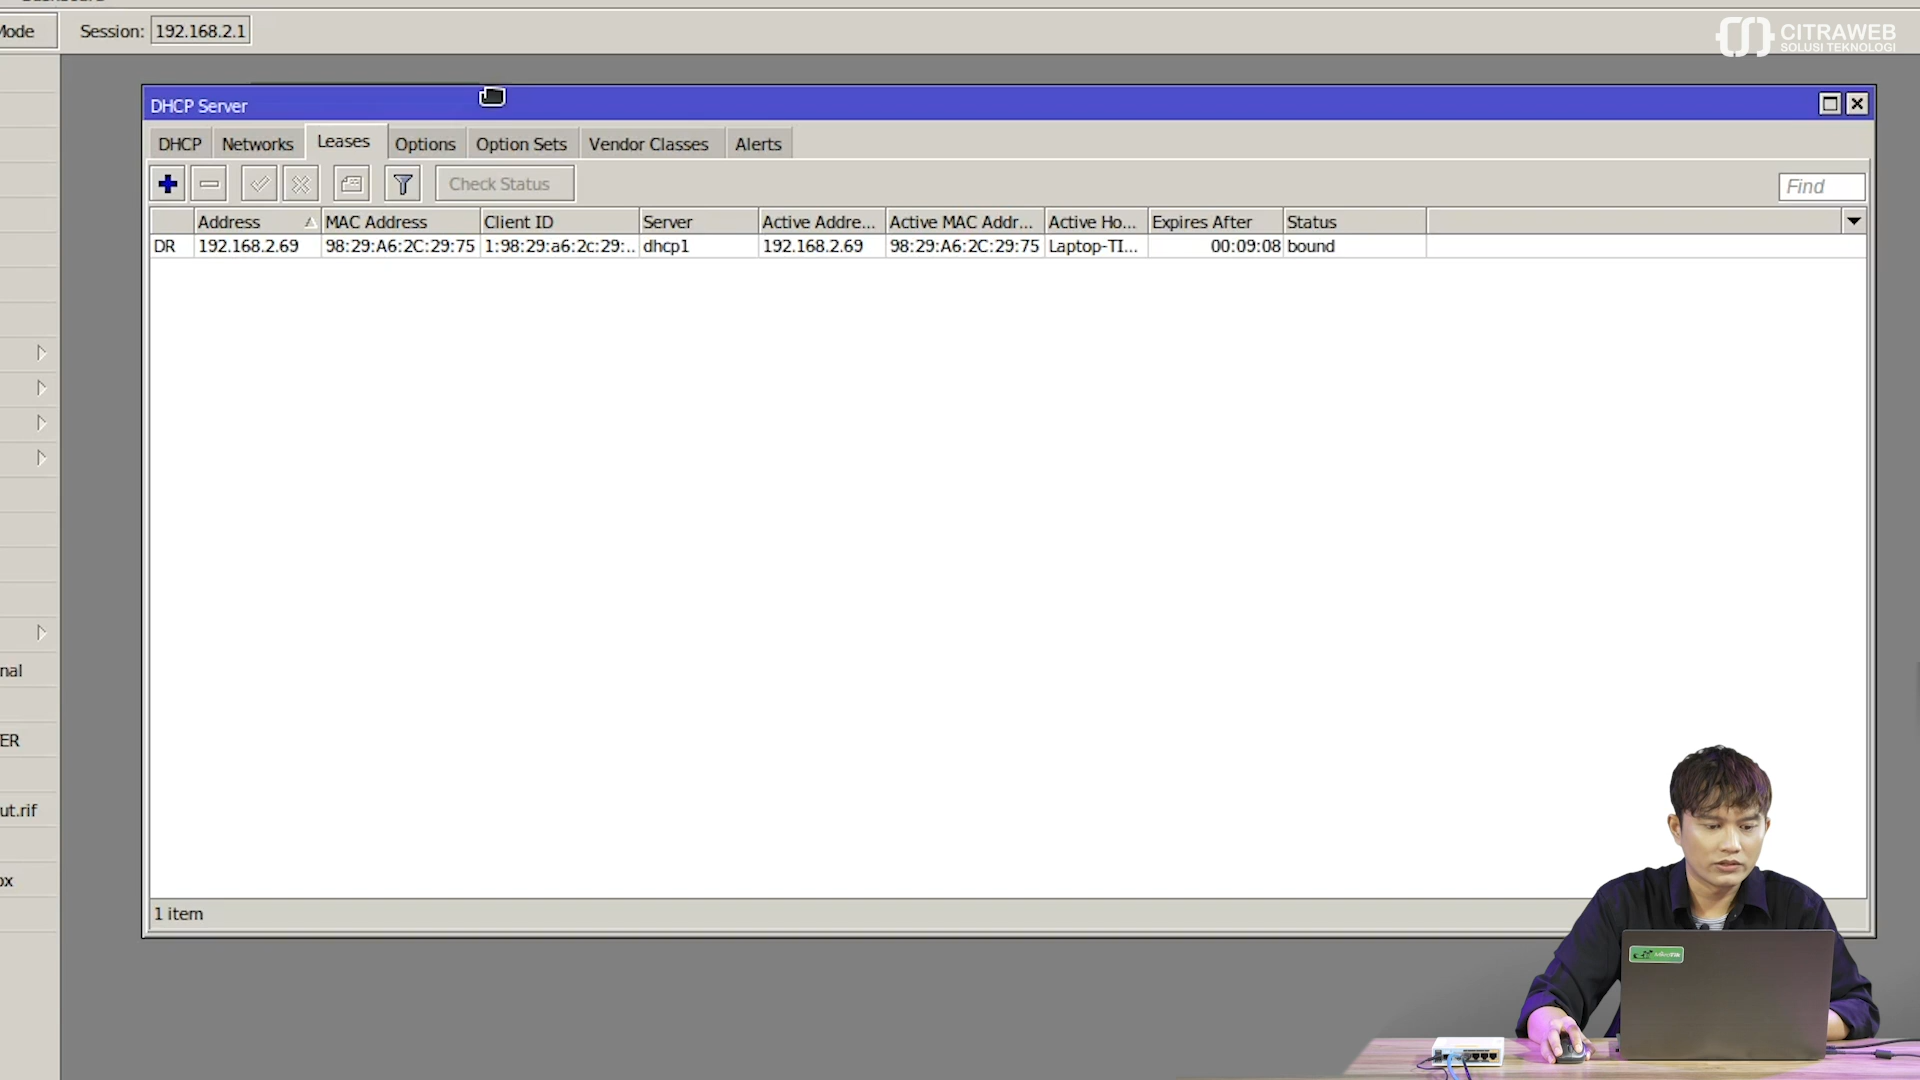 Mode
Session: 192.168.2.1
CITRAWEB
SOLUSI TEKNOLOGI
DHCP Server
DHCP Networks Leases Options Option Sets Vendor Classes Alerts
Check Status
Find
Address MAC Address Client ID Server Active Addre... Active MAC Addr... Active Ho... Expires After Status
DR 192.168.2.69 98:29:A6:2C:29:75 1:98:29:a6:2c:29:.. dhcp1 192.168.2.69 98:29:A6:2C:29:75 Laptop-TI... 00:09:08 bound
nal
ER
ut.rif
ox
1 item
MikroTik